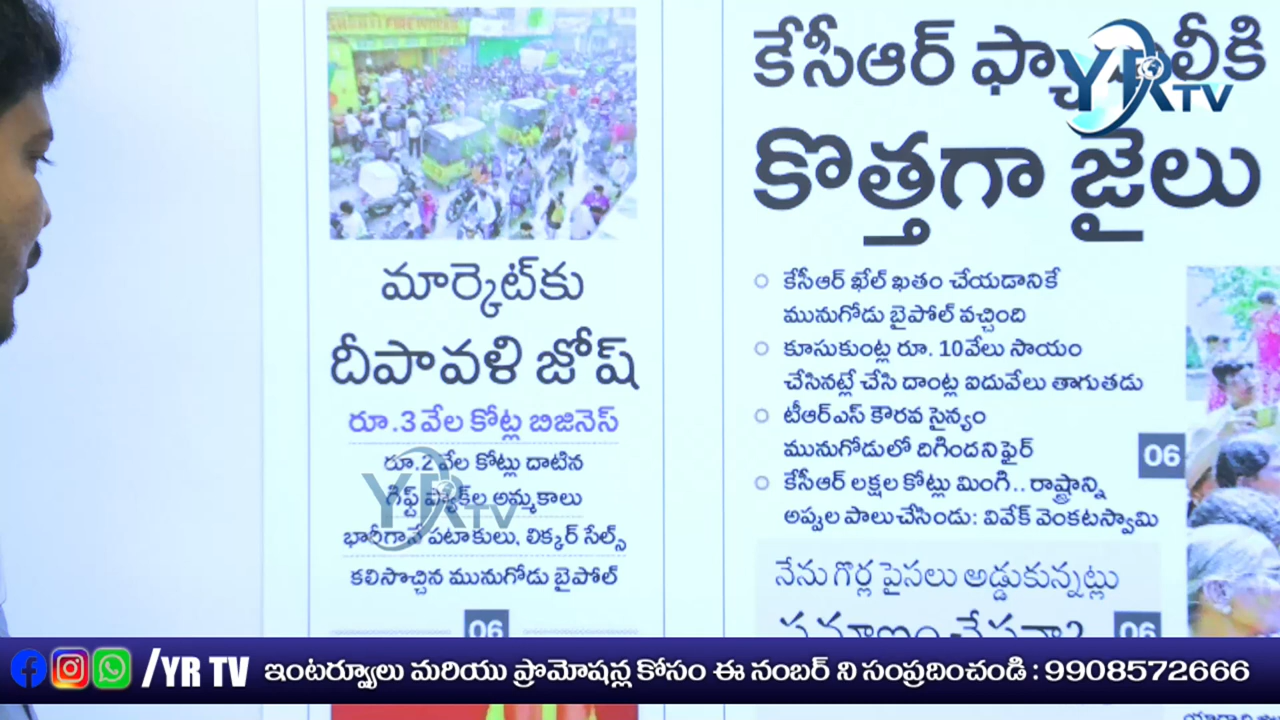 మార్కెట్‌కు
దీపావళి జోష్
రూ.3 వేల కోట్ల బిజినెస్
రూ.2 వేల కోట్లు దాటిన
గిఫ్ట్ ప్యాక్‌ల అమ్మకాలు
భారీగానే పటాకులు, లిక్కర్ సేల్స్
కలిసొచ్చిన మునుగోడు బైపోల్
06
కేసీఆర్ ఫ్యామిలీకి
కొత్తగా జైలు
కేసీఆర్ ఖేల్ ఖతం చేయడానికే
మునుగోడు బైపోల్ వచ్చింది
కూసుకుంట్ల రూ. 10వేలు సాయం
చేసినట్లే చేసి దాంట్ల ఐదువేలు తాగుతడు
టీఆర్ఎస్ కౌరవ సైన్యం
మునుగోడులో దిగిందని ఫైర్
06
కేసీఆర్ లక్షల కోట్లు మింగి.. రాష్ట్రాన్ని
అప్పుల పాలుచేసిండు: వివేక్ వెంకటస్వామి
నేను గొర్ల పైసలు అడ్డుకున్నట్లు
06
YR TV
YR TV
/YR TV ఇంటర్వ్యూలు మరియు ప్రొమోషన్ల కోసం ఈ నంబర్ ని సంప్రదించండి : 9908572666